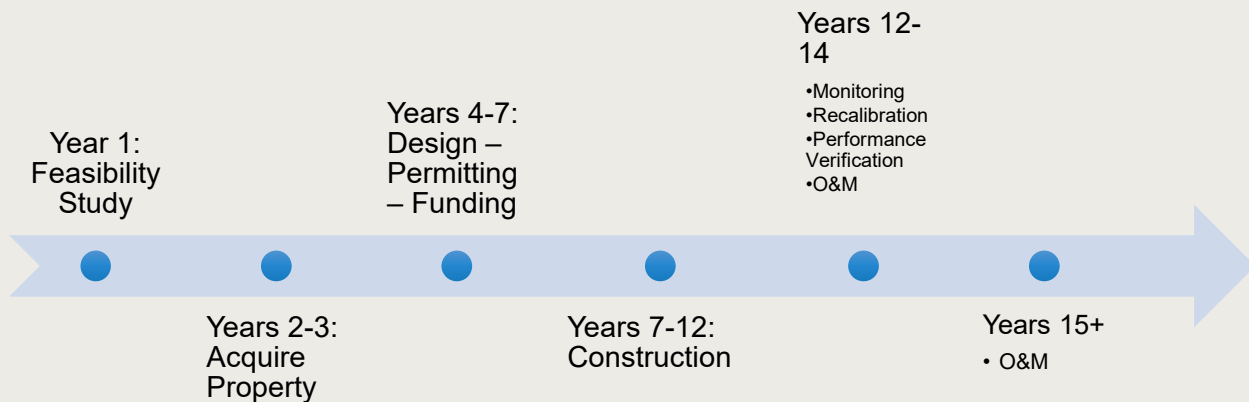 Year 1:
Feasibility
Study
Years 2-3:
Acquire
Property
Years 4-7:
Design –
Permitting
– Funding
Years 7-12:
Construction
Years 12-
14
•Monitoring
•Recalibration
•Performance
Verification
•O&M
Years 15+
• O&M